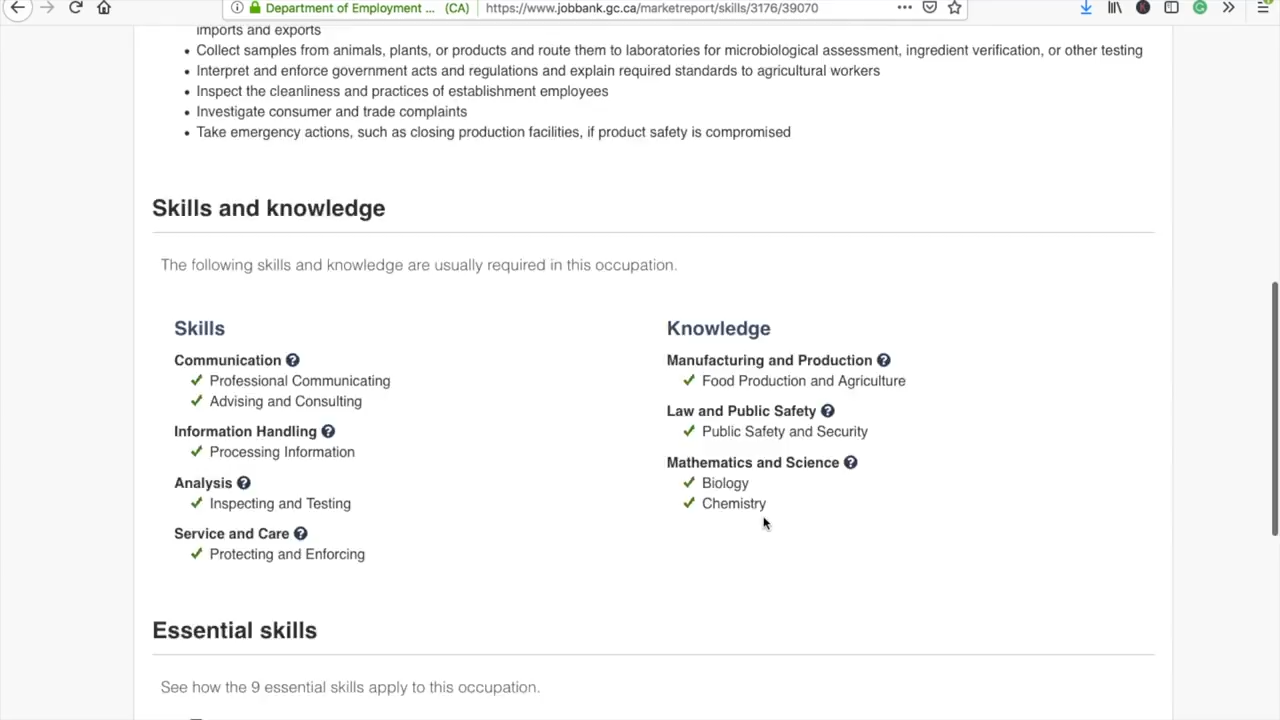 Department of Employment ... (CA) https://www.jobbank.gc.ca/marketreport/skills/3176/39070
imports and exports
• Collect samples from animals, plants, or products and route them to laboratories for microbiological assessment, ingredient verification, or other testing
• Interpret and enforce government acts and regulations and explain required standards to agricultural workers
• Inspect the cleanliness and practices of establishment employees
• Investigate consumer and trade complaints
• Take emergency actions, such as closing production facilities, if product safety is compromised
Skills and knowledge
The following skills and knowledge are usually required in this occupation.
Skills
Communication ?
✓ Professional Communicating
✓ Advising and Consulting
Information Handling ?
✓ Processing Information
Analysis ?
✓ Inspecting and Testing
Service and Care ?
✓ Protecting and Enforcing
Knowledge
Manufacturing and Production ?
✓ Food Production and Agriculture
Law and Public Safety ?
✓ Public Safety and Security
Mathematics and Science ?
✓ Biology
✓ Chemistry
Essential skills
See how the 9 essential skills apply to this occupation.